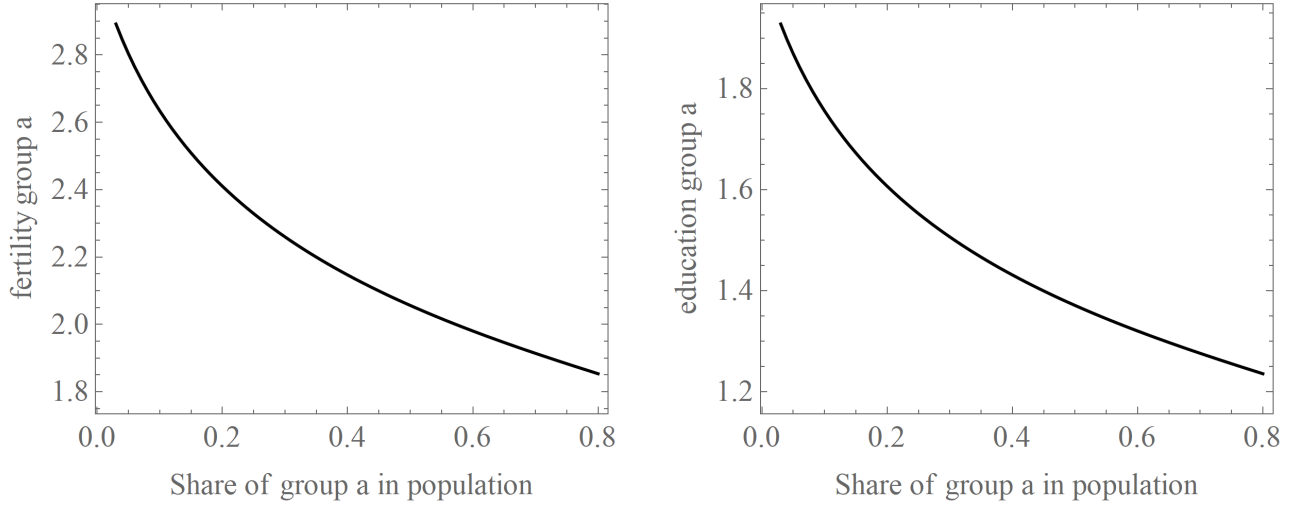 fertility group a
2.8
2.6
2.4
2.2
2.0
1.8
0.0 0.2 0.4 0.6 0.8
Share of group a in population
education group a
1.8
1.6
1.4
1.2
0.0 0.2 0.4 0.6 0.8
Share of group a in population